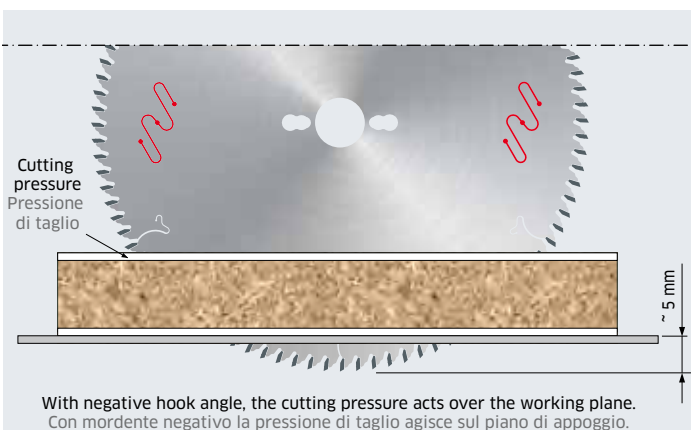 Cutting
pressure
Pressione
di taglio
~ 5 mm
With negative hook angle, the cutting pressure acts over the working plane.
Con mordente negativo la pressione di taglio agisce sul piano di appoggio.